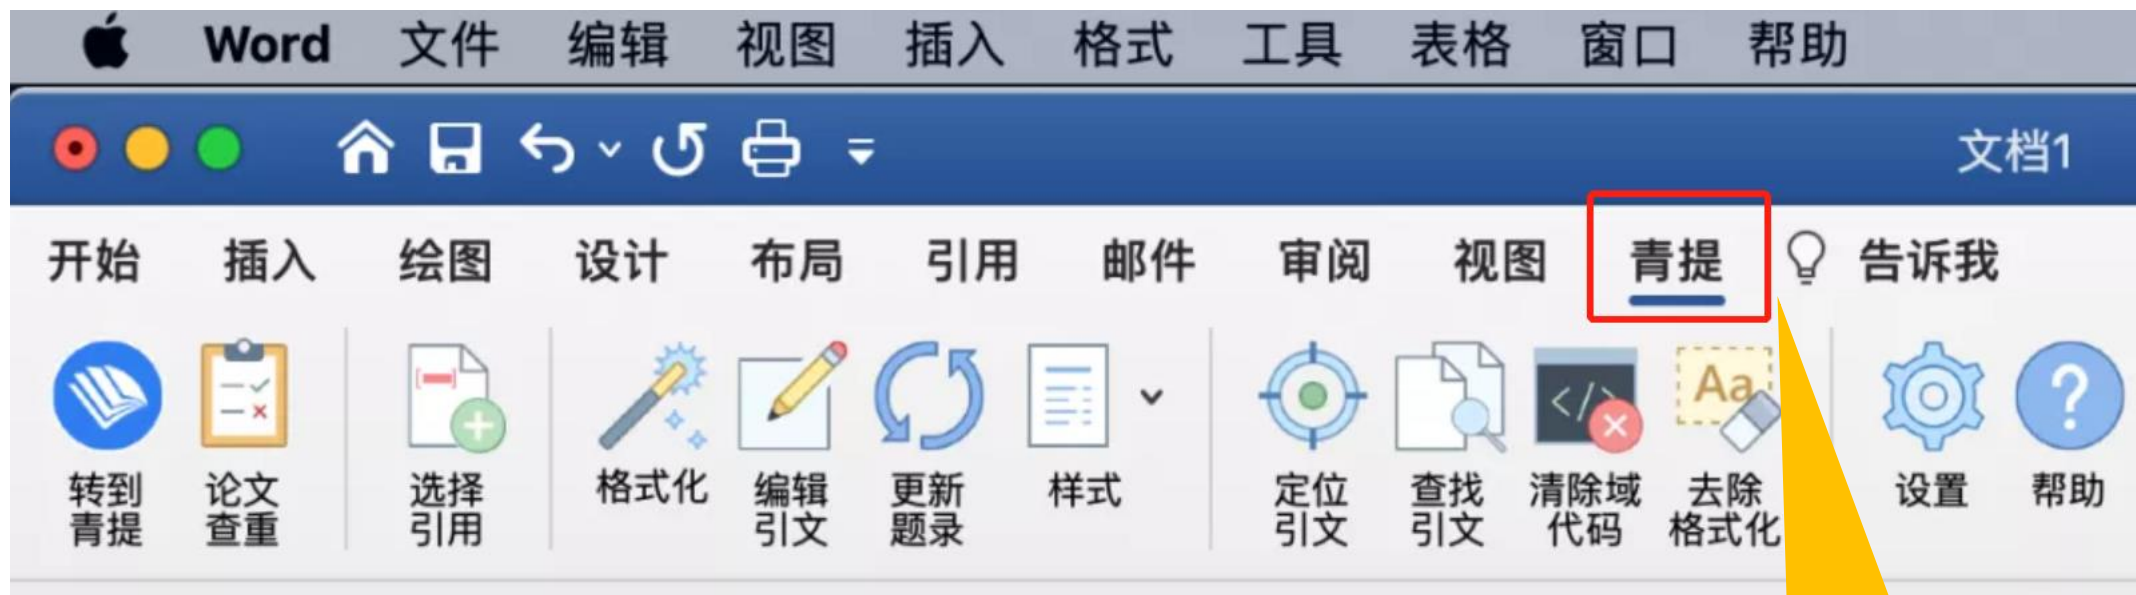 Word 文件 编辑 视图 插入 格式 工具 表格 窗口 帮助
文档1
开始 插入 绘图 设计 布局 引用 邮件 审阅 视图 青提 告诉我
转到
青提
论文
查重
选择
引用
格式化
编辑
引文
更新
题录
样式
定位
引文
查找
引文
清除域
代码
Aa
去除
格式化
设置
帮助